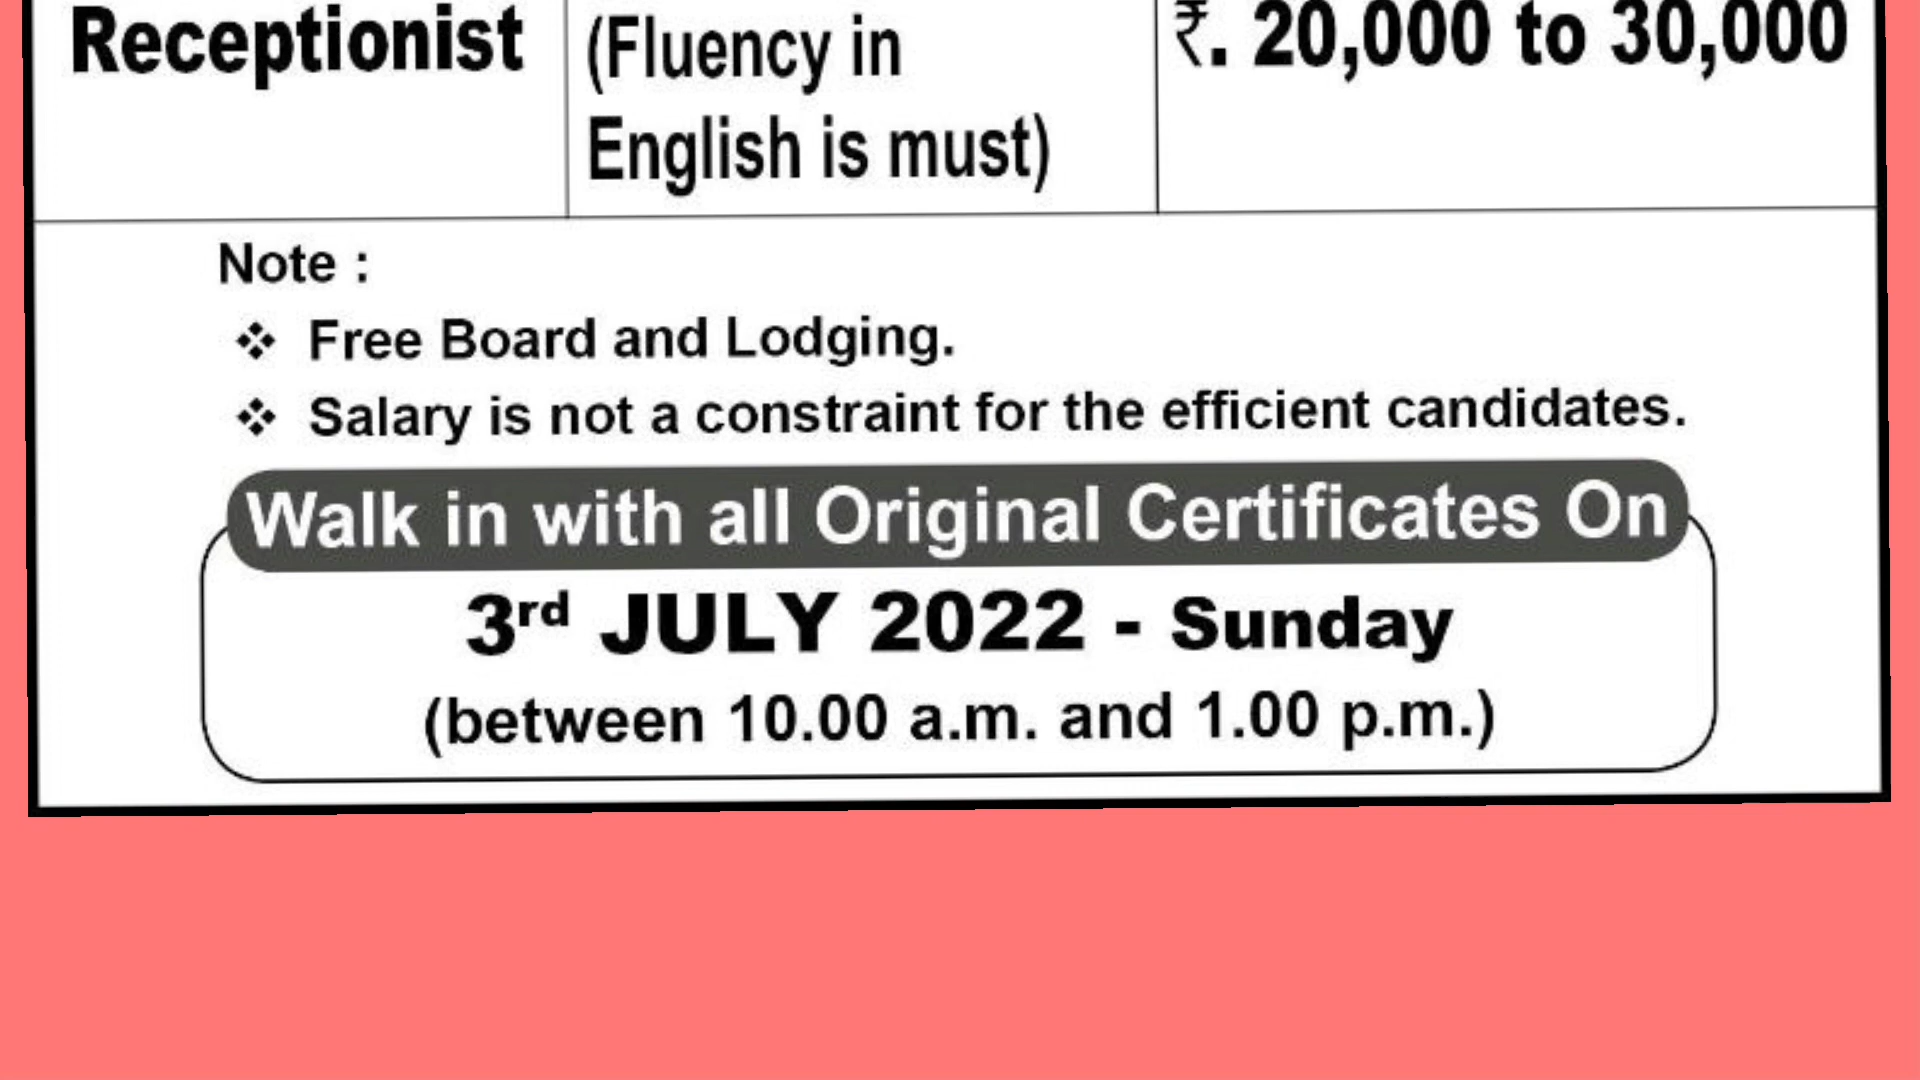 Receptionist
(Fluency in
English is must)
₹. 20,000 to 30,000
Note :
❖ Free Board and Lodging.
❖ Salary is not a constraint for the efficient candidates.
Walk in with all Original Certificates On
3rd JULY 2022 - Sunday
(between 10.00 a.m. and 1.00 p.m.)